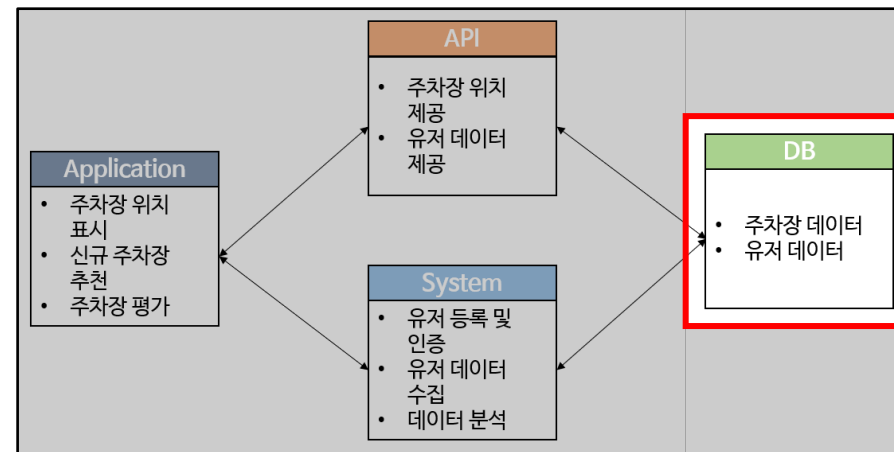 API
• 주차장 위치
제공
• 유저 데이터
제공
Application
• 주차장 위치
표시
• 신규 주차장
추천
• 주차장 평가
System
• 유저 등록 및
인증
• 유저 데이터
수집
• 데이터 분석
DB
• 주차장 데이터
• 유저 데이터